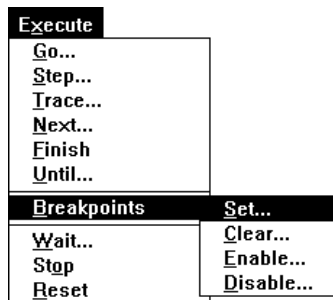 Execute
Go...
Step...
Trace...
Next...
Finish
Until...
Breakpoints
Set...
Clear...
Enable...
Disable...
Wait...
Stop
Reset